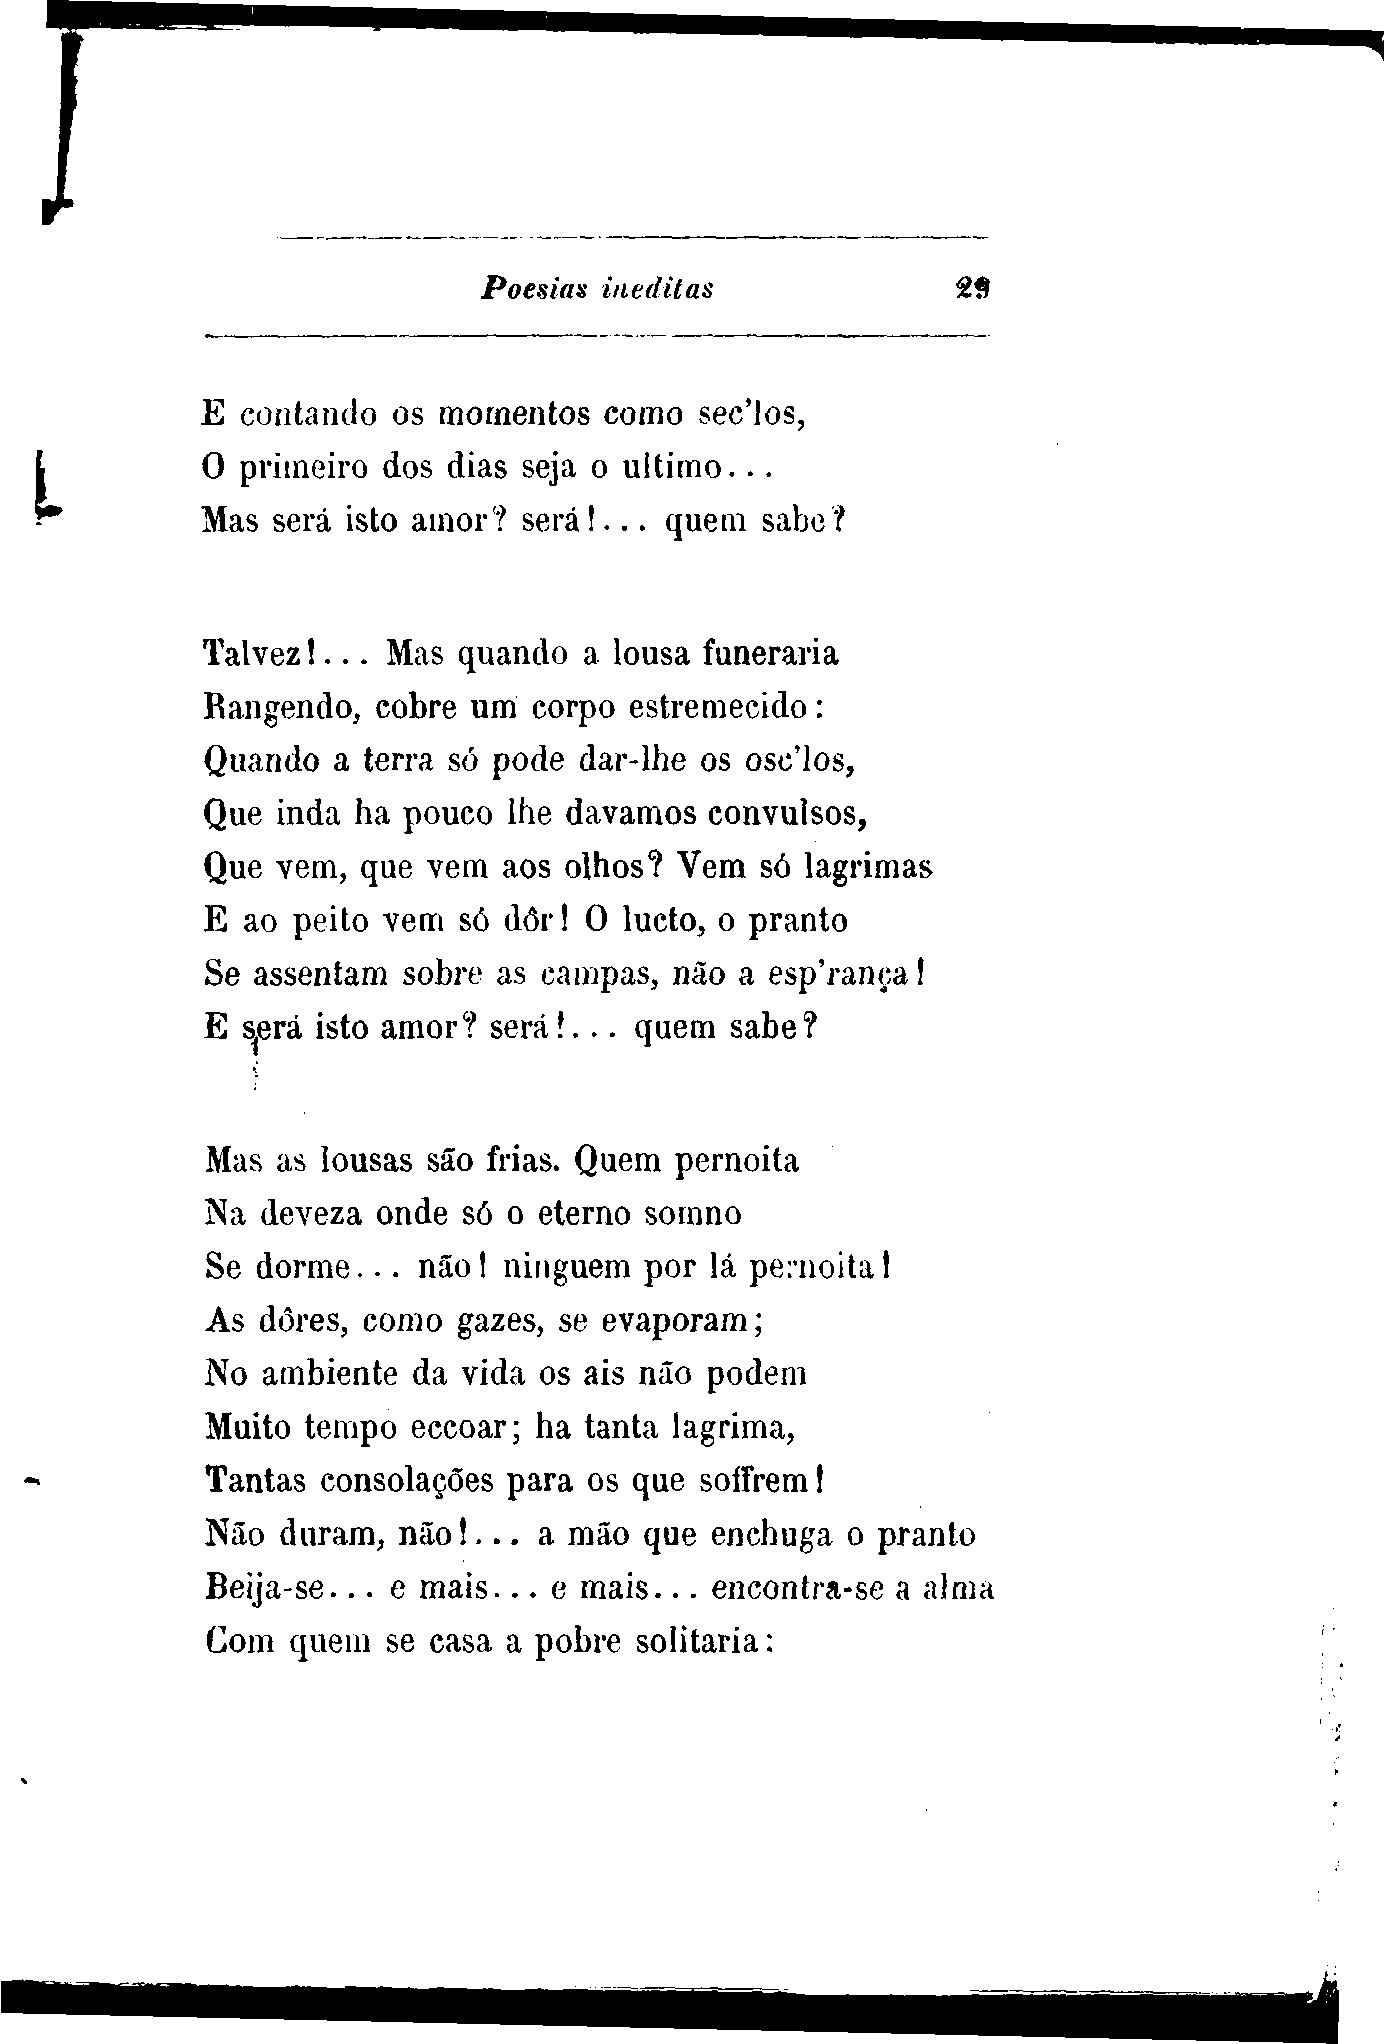 Poesias ineditas 29
E contando os momentos como sec'los,
O primeiro dos dias seja o ultimo...
Mas será isto amor? será!... quem sabe?
Talvez!... Mas quando a lousa funeraria
Rangendo, cobre um corpo estremecido:
Quando a terra só pode dar-lhe os osc'los,
Que inda ha pouco lhe davamos convulsos,
Que vem, que vem aos olhos? Vem só lagrimas
E ao peito vem só dôr! O lucto, o pranto
Se assentam sobre as campas, não a esp'rança!
E será isto amor? será!... quem sabe?
Mas as lousas são frias. Quem pernoita
Na deveza onde só o eterno somno
Se dorme... não! ninguem por lá pernoita!
As dôres, como gazes, se evaporam;
No ambiente da vida os ais não podem
Muito tempo eccoar; ha tanta lagrima,
Tantas consolações para os que soffrem!
Não duram, não!... a mão que enchuga o pranto
Beija-se... e mais... e mais... encontra-se a alma
Com quem se casa a pobre solitaria: